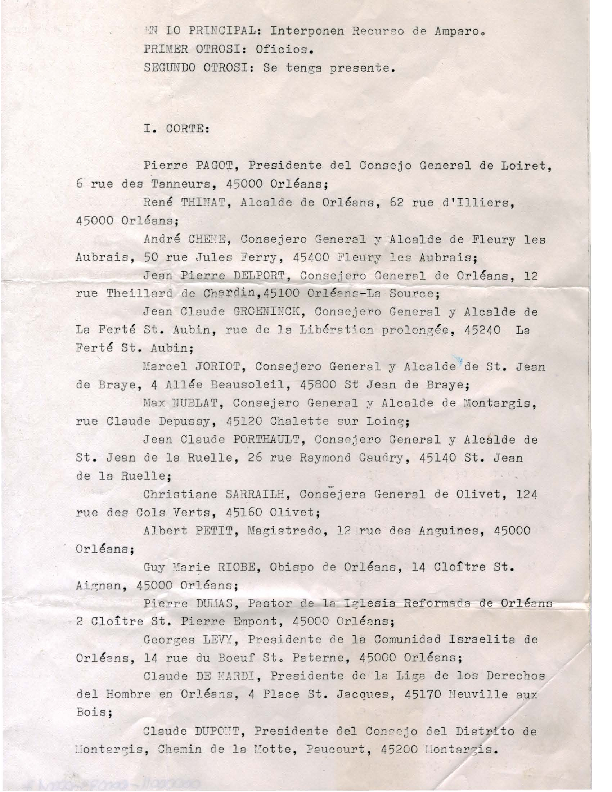 EN lO PRINCIPAL: Interponen Recurso de Amparo.
PRIMER OTROSI: Oficios.
SEGUNDO OTROSI: Se tenga presente.
I. CORTE:
Pierre PAGOT, Presidente del Consejo General de Loiret,
6 rue des Tanneurs, 45000 Orléans;
René THINAT, Alcalde de Orléans, 62 rue d'Illiers,
45000 Orléans;
André CHENE, Consejero General y Alcalde de Fleury les
Aubrais, 50 rue Jules Ferry, 45400 Fleury les Aubrais;
Jean Pierre DELPORT, Consejero General de Orléans, 12
rue Theillard de Chardin,45100 Orléans-La Source;
Jean Claude GROENINCK, Consejero General y Alcalde de
La Ferté St. Aubin, rue de la Libération prolongée, 45240 La
Ferté St. Aubin;
Marcel JORIOT, Consejero General y Alcalde de St. Jean
de Braye, 4 Allée Beausoleil, 45800 St Jean de Braye;
Max NUBLAT, Consejero General y Alcalde de Montargis,
rue Claude Depussy, 45120 Chalette sur Loing;
Jean Claude PORTHAULT, Consejero General y Alcalde de
St. Jean de la Ruelle, 26 rue Raymond Gaudry, 45140 St. Jean
de la Ruelle;
Christiane SARRAILH, Consejera General de Olivet, 124
rue des Cols Verts, 45160 Olivet;
Albert PETIT, Magistrado, 12 rue des Anguines, 45000
Orléans;
Guy Marie RIOBE, Obispo de Orléans, 14 Cloître St.
Aignan, 45000 Orléans;
Pierre DUMAS, Pastor de la Iglesia Reformada de Orléans
2 Cloître St. Pierre Empont, 45000 Orléans;
Georges LEVY, Presidente de la Comunidad Israelita de
Orléans, 14 rue du Boeuf St. Paterne, 45000 Orléans;
Claude DE NARDI, Presidente de la Liga de los Derechos
del Hombre en Orléans, 4 Place St. Jacques, 45170 Neuville aux
Bois;
Claude DUPONT, Presidente del Consejo del Distrito de
Montargis, Chemin de la Motte, Paucourt, 45200 Montargis.